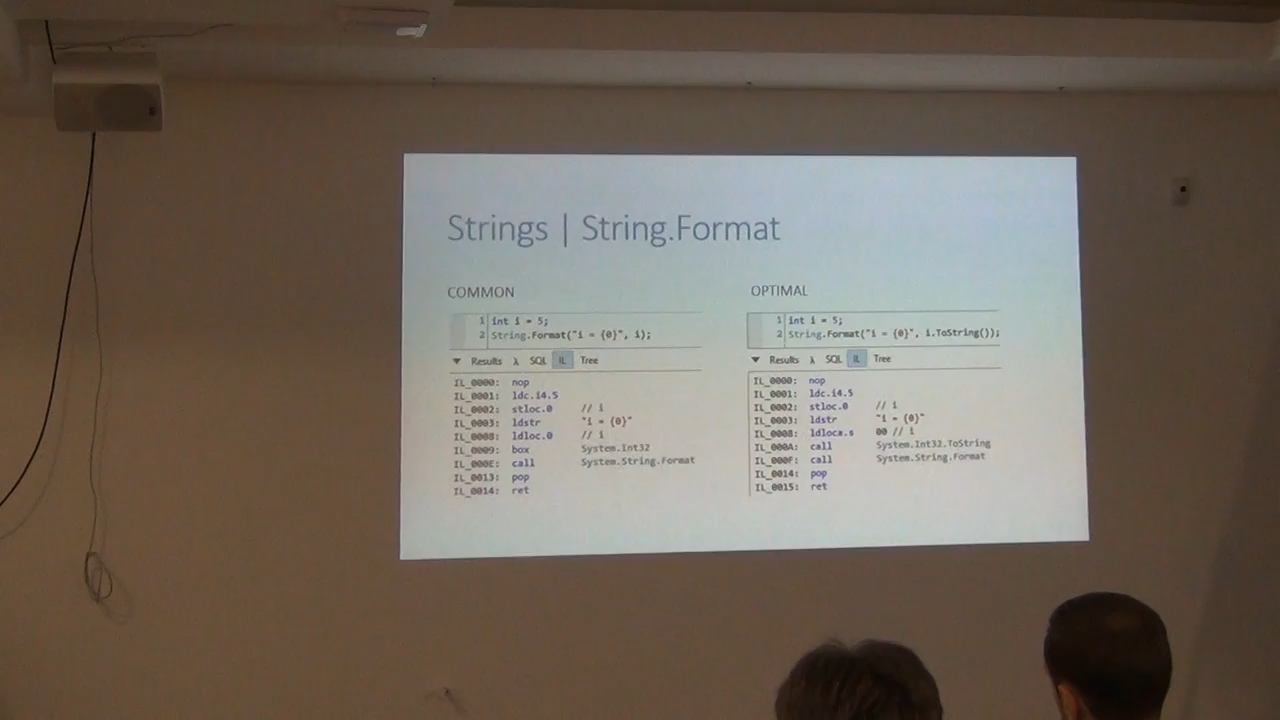 Strings | String.Format
COMMON
1 int i = 5;
2 String.Format("i = {0}", i);
Results λ SQL IL Tree
IL_0000: nop
IL_0001: ldc.i4.5
IL_0002: stloc.0 // i
IL_0003: ldstr "i = {0}"
IL_0008: ldloc.0 // i
IL_0009: box System.Int32
IL_000E: call System.String.Format
IL_0013: pop
IL_0014: ret
OPTIMAL
1 int i = 5;
2 String.Format("i = {0}", i.ToString());
Results λ SQL IL Tree
IL_0000: nop
IL_0001: ldc.i4.5
IL_0002: stloc.0 // i
IL_0003: ldstr "i = {0}"
IL_0008: ldloca.s 00 // i
IL_000A: call System.Int32.ToString
IL_000F: call System.String.Format
IL_0014: pop
IL_0015: ret